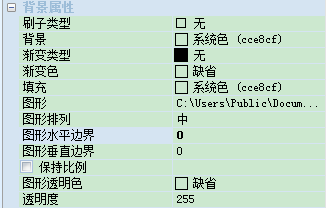 背景属性
刷子类型 无
背景 系统色 (cce8cf)
渐变类型 无
渐变色 缺省
填充 系统色 (cce8cf)
图形 C:\Users\Public\Docum...
图形排列 中
图形水平边界 0
图形垂直边界 0
保持比例
图形透明色 缺省
透明度 255